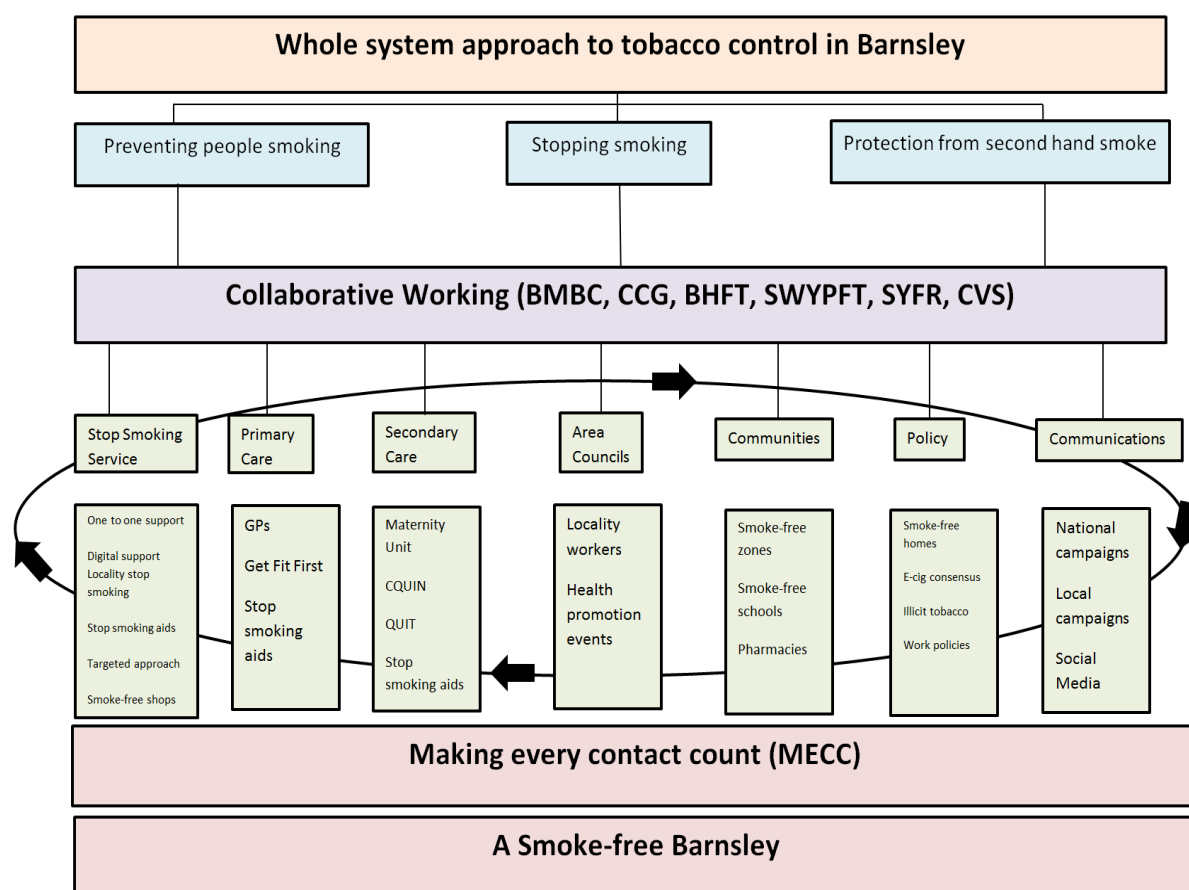 Whole system approach to tobacco control in Barnsley
Preventing people smoking
Stopping smoking
Protection from second hand smoke
Collaborative Working (BMBC, CCG, BHFT, SWYPFT, SYFR, CVS)
Stop Smoking
Service
Primary
Care
Secondary
Care
Area
Councils
Communities
Policy
Communications
One to one support
Digital support
Locality stop
smoking
Stop smoking aids
Targeted approach
Smoke-free shops
GPs
Get Fit First
Stop
smoking
aids
Maternity
Unit
CQUIN
QUIT
Stop
smoking aids
Locality
workers
Health
promotion
events
Smoke-free
zones
Smoke-free
schools
Pharmacies
Smoke-free
homes
E-cig consensus
Illicit tobacco
Work policies
National
campaigns
Local
campaigns
Social
Media
Making every contact count (MECC)
A Smoke-free Barnsley